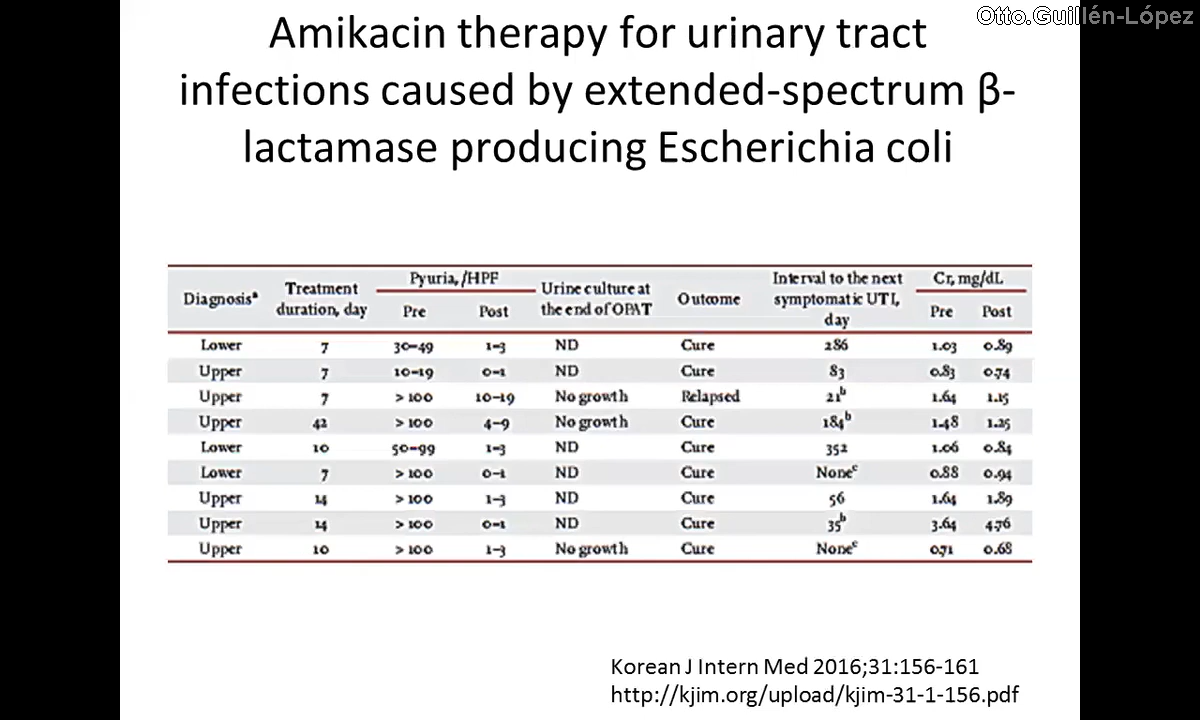 Otto.Guillén-López
Amikacin therapy for urinary tract
infections caused by extended-spectrum β-
lactamase producing Escherichia coli
Diagnosisª Treatment duration, day Pyuria, /HPF Pre Post Urine culture at the end of OPAT Outcome Interval to the next symptomatic UTI, day Cr, mg/dL Pre Post
Lower 7 30–49 1–3 ND Cure 286 1.03 0.89
Upper 7 10–19 0–1 ND Cure 83 0.83 0.74
Upper 7 > 100 10–19 No growth Relapsed 21ᵇ 1.64 1.15
Upper 42 > 100 4–9 No growth Cure 184ᵇ 1.48 1.25
Lower 10 50–99 1–3 ND Cure 352 1.06 0.84
Lower 7 > 100 0–1 ND Cure Noneᶜ 0.88 0.94
Upper 14 > 100 1–3 ND Cure 56 1.64 1.89
Upper 14 > 100 0–1 ND Cure 35ᵇ 3.64 4.76
Upper 10 > 100 1–3 No growth Cure Noneᶜ 0.71 0.68
Korean J Intern Med 2016;31:156-161
http://kjim.org/upload/kjim-31-1-156.pdf